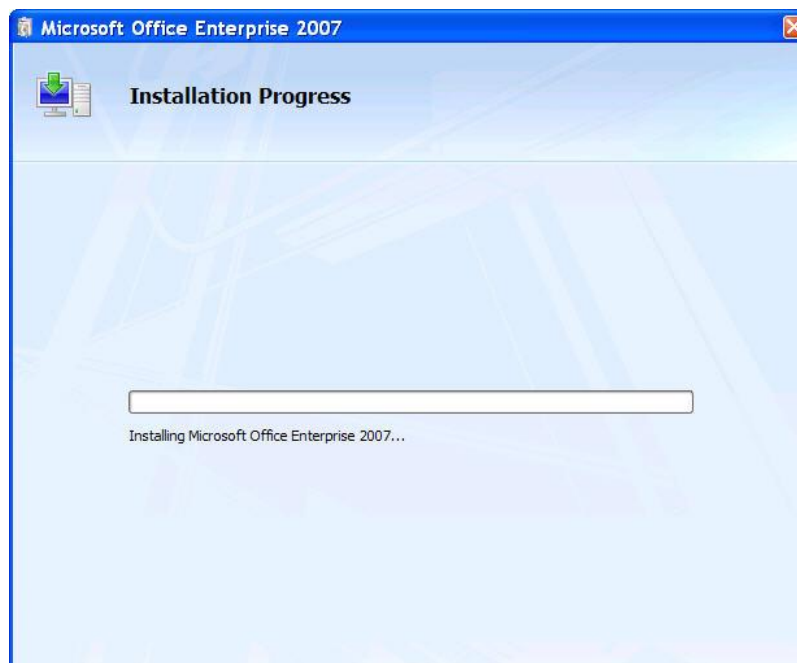 Microsoft Office Enterprise 2007
Installation Progress
Installing Microsoft Office Enterprise 2007...